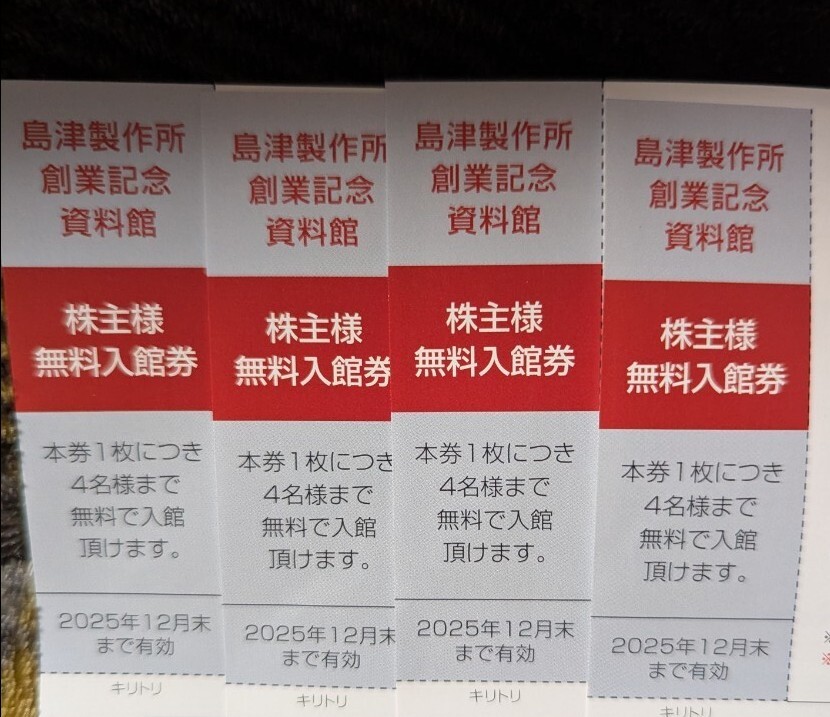 島津製作所
創業記念
資料館
株主様
無料入館券
本券1枚につき
4名様まで
無料で入館
頂けます。
2025年12月末
まで有効
キリトリ
島津製作所
創業記念
資料館
株主様
無料入館券
本券1枚につき
4名様まで
無料で入館
頂けます。
2025年12月末
まで有効
キリトリ
島津製作所
創業記念
資料館
株主様
無料入館券
本券1枚につき
4名様まで
無料で入館
頂けます。
2025年12月末
まで有効
キリトリ
島津製作所
創業記念
資料館
株主様
無料入館券
本券1枚につき
4名様まで
無料で入館
頂けます。
2025年12月末
まで有効
キリトリ
※
※